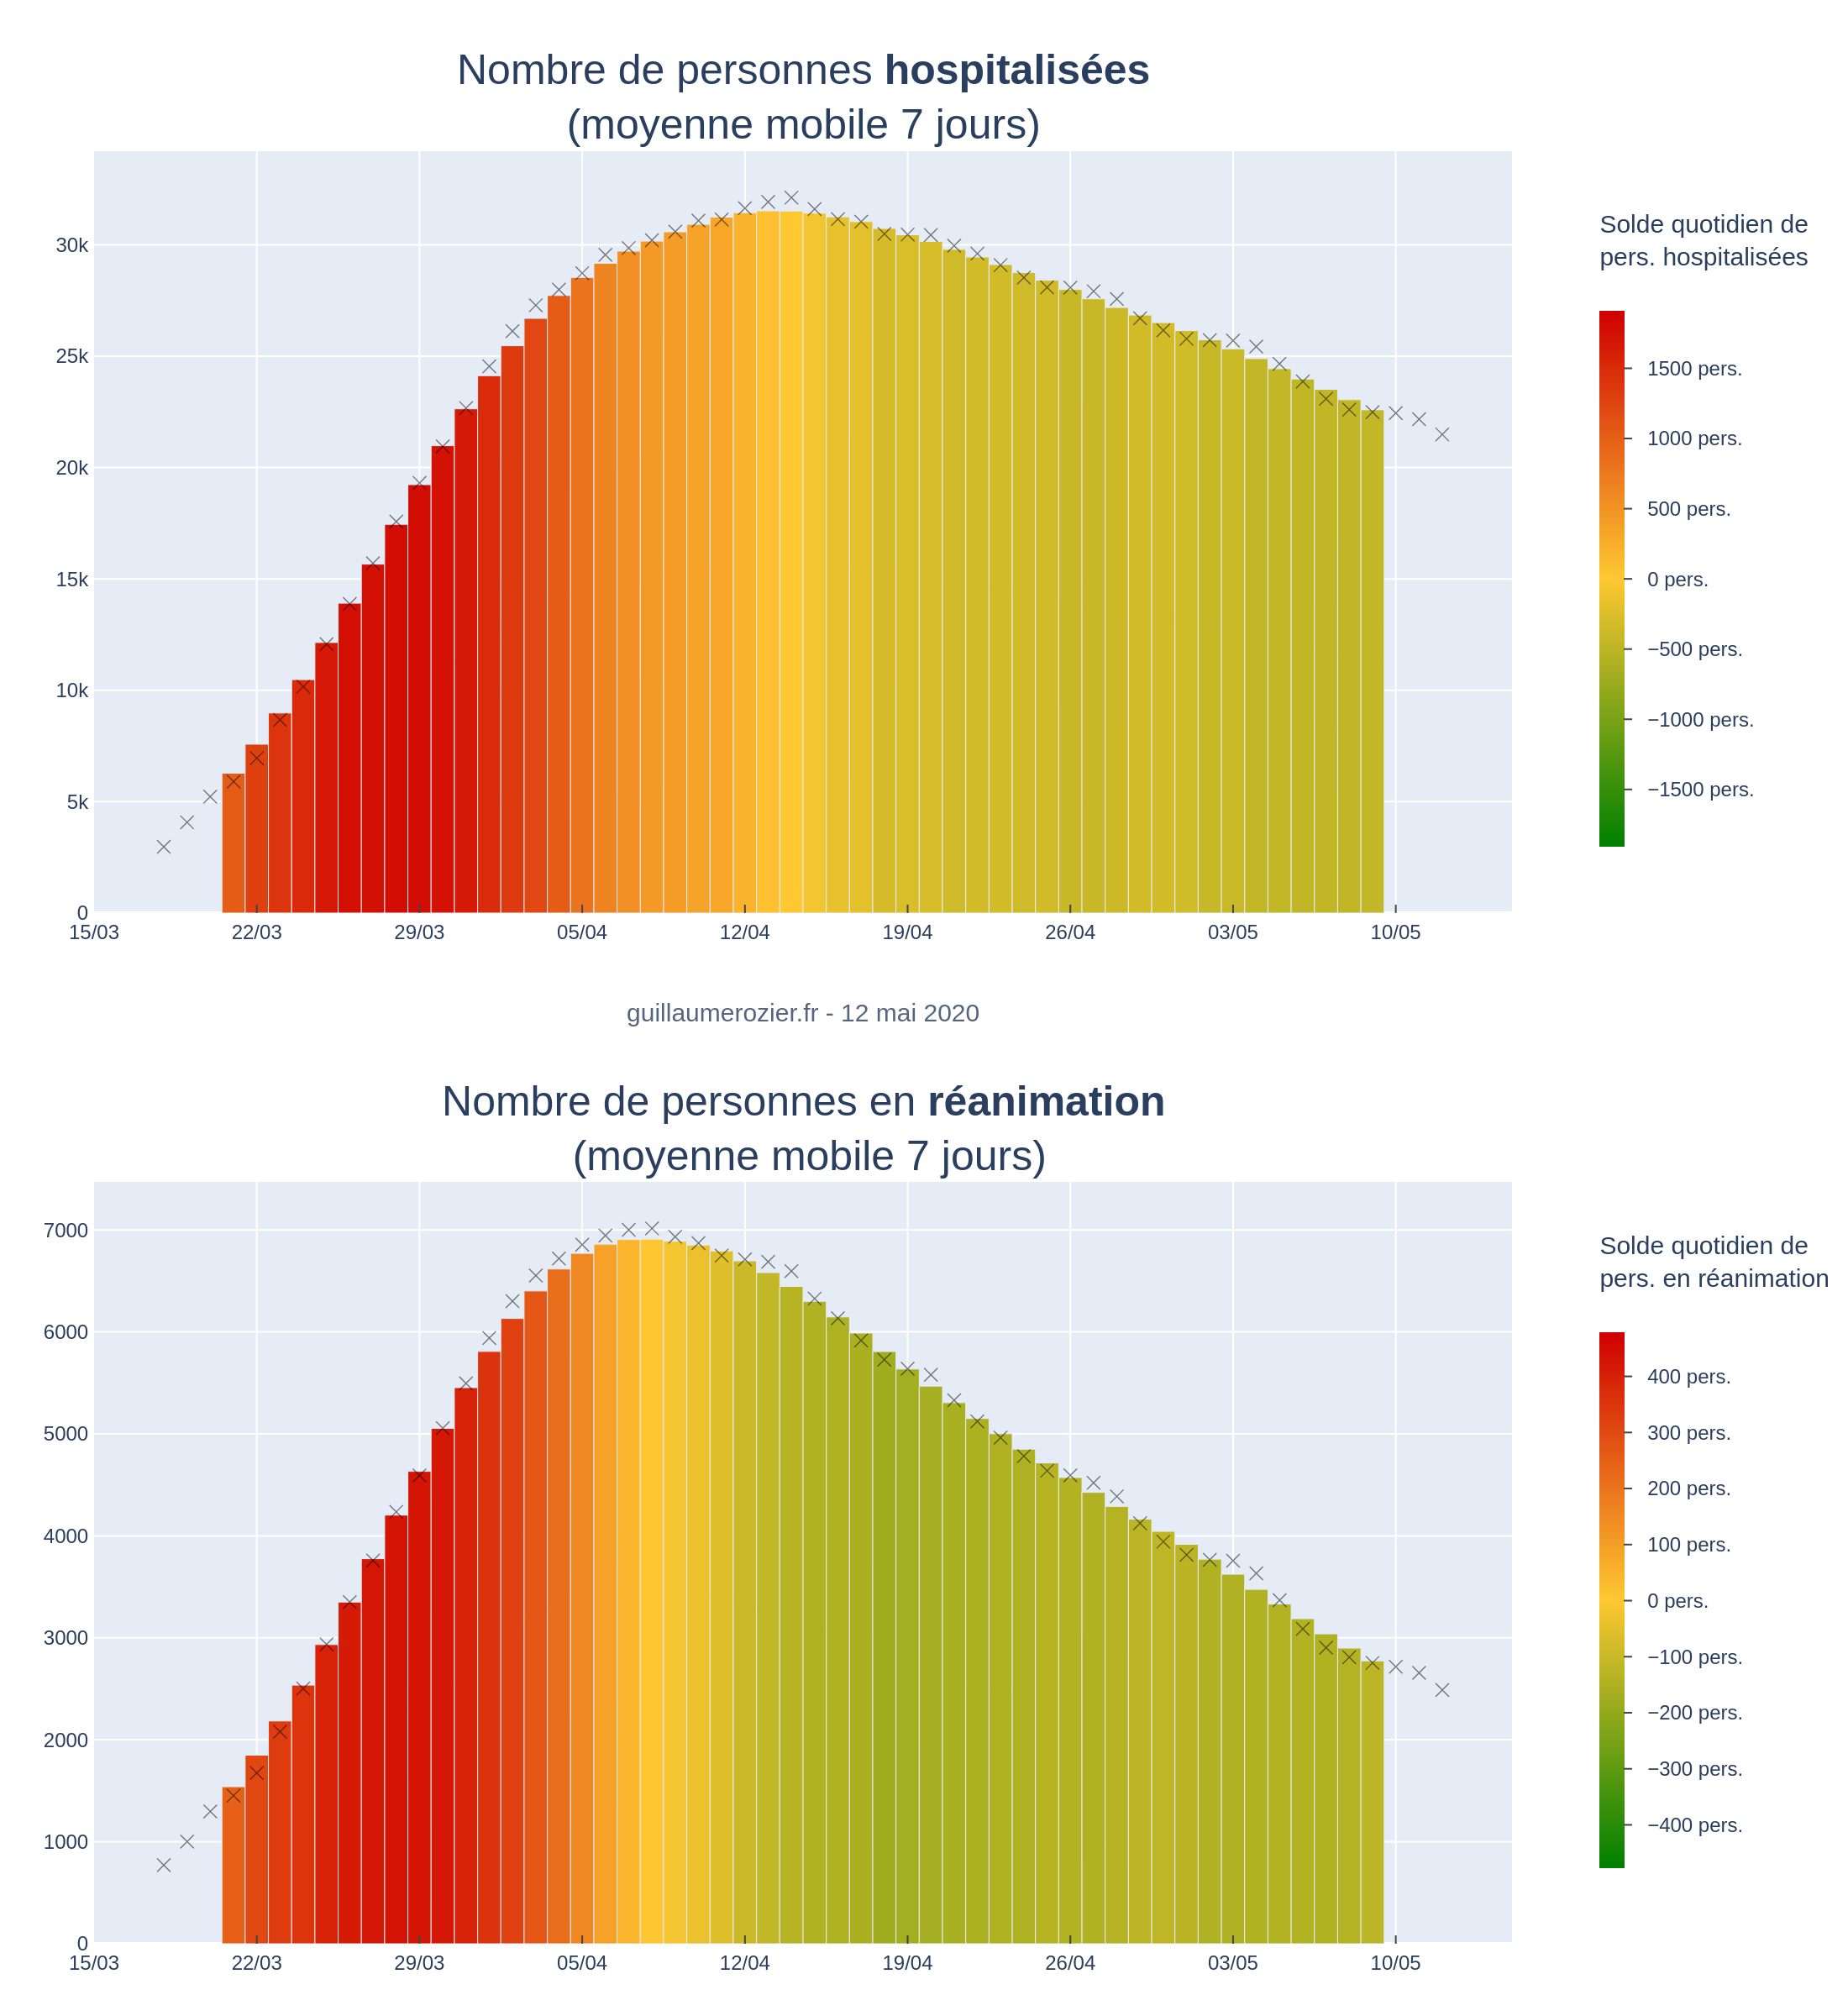 Nombre de personnes hospitalisées
(moyenne mobile 7 jours)
30k
25k
20k
15k
10k
5k
0
15/03
22/03
29/03
05/04
12/04
19/04
26/04
03/05
10/05
Solde quotidien de
pers. hospitalisées
1500 pers.
1000 pers.
500 pers.
0 pers.
−500 pers.
−1000 pers.
−1500 pers.
guillaumerozier.fr - 12 mai 2020
Nombre de personnes en réanimation
(moyenne mobile 7 jours)
7000
6000
5000
4000
3000
2000
1000
0
15/03
22/03
29/03
05/04
12/04
19/04
26/04
03/05
10/05
Solde quotidien de
pers. en réanimation
400 pers.
300 pers.
200 pers.
100 pers.
0 pers.
−100 pers.
−200 pers.
−300 pers.
−400 pers.